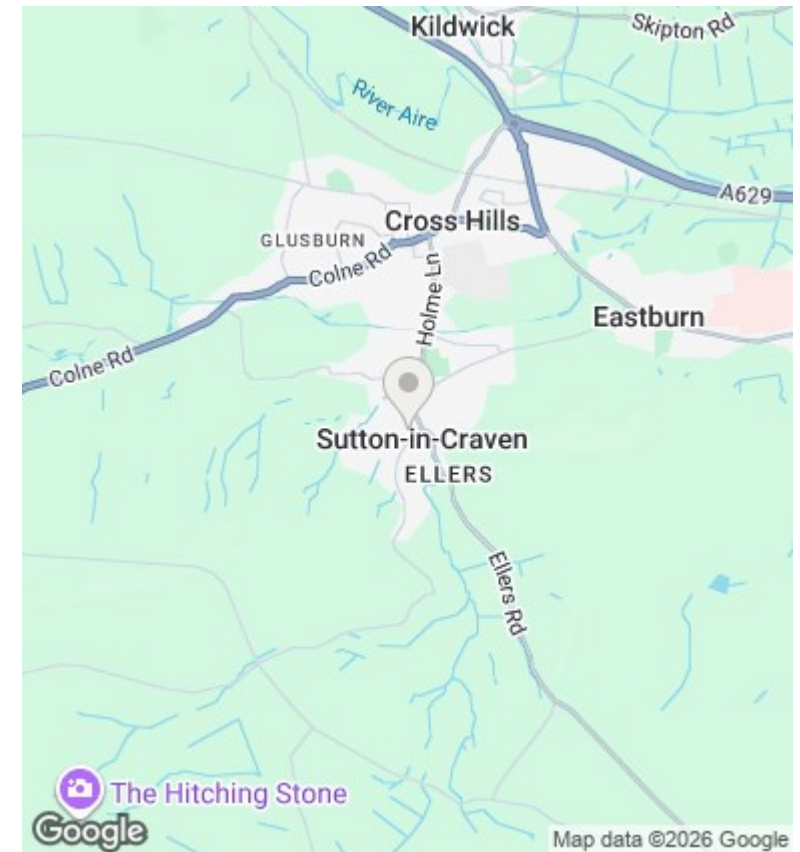 Kildwick
Skipton Rd
River Aire
A629
Cross Hills
GLUSBURN
Colne Rd
Holme Ln
Eastburn
Colne Rd
Sutton-in-Craven
ELLERS
Ellers Rd
The Hitching Stone
Google
Map data ©2026 Google